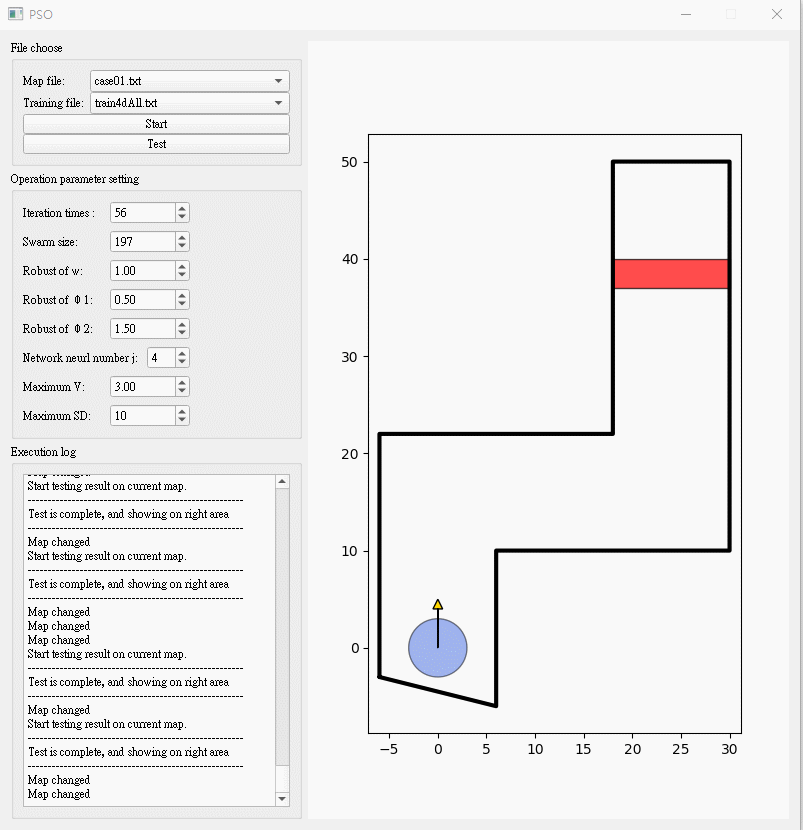 PSO
File choose
Map file: case01.txt
Training file: train4dAll.txt
Start
Test
Operation parameter setting
Iteration times : 56
Swarm size: 197
Robust of w: 1.00
Robust of Φ1: 0.50
Robust of Φ2: 1.50
Network neurl number j: 4
Maximum V: 3.00
Maximum SD: 10
Execution log
Map changed
Start testing result on current map.
------------------------------------------------------
Test is complete, and showing on right area
------------------------------------------------------
Map changed
Start testing result on current map.
------------------------------------------------------
Test is complete, and showing on right area
------------------------------------------------------
Map changed
Map changed
Map changed
Start testing result on current map.
------------------------------------------------------
Test is complete, and showing on right area
------------------------------------------------------
Map changed
Start testing result on current map.
------------------------------------------------------
Test is complete, and showing on right area
------------------------------------------------------
Map changed
Map changed
50
40
30
20
10
0
−5 0 5 10 15 20 25 30